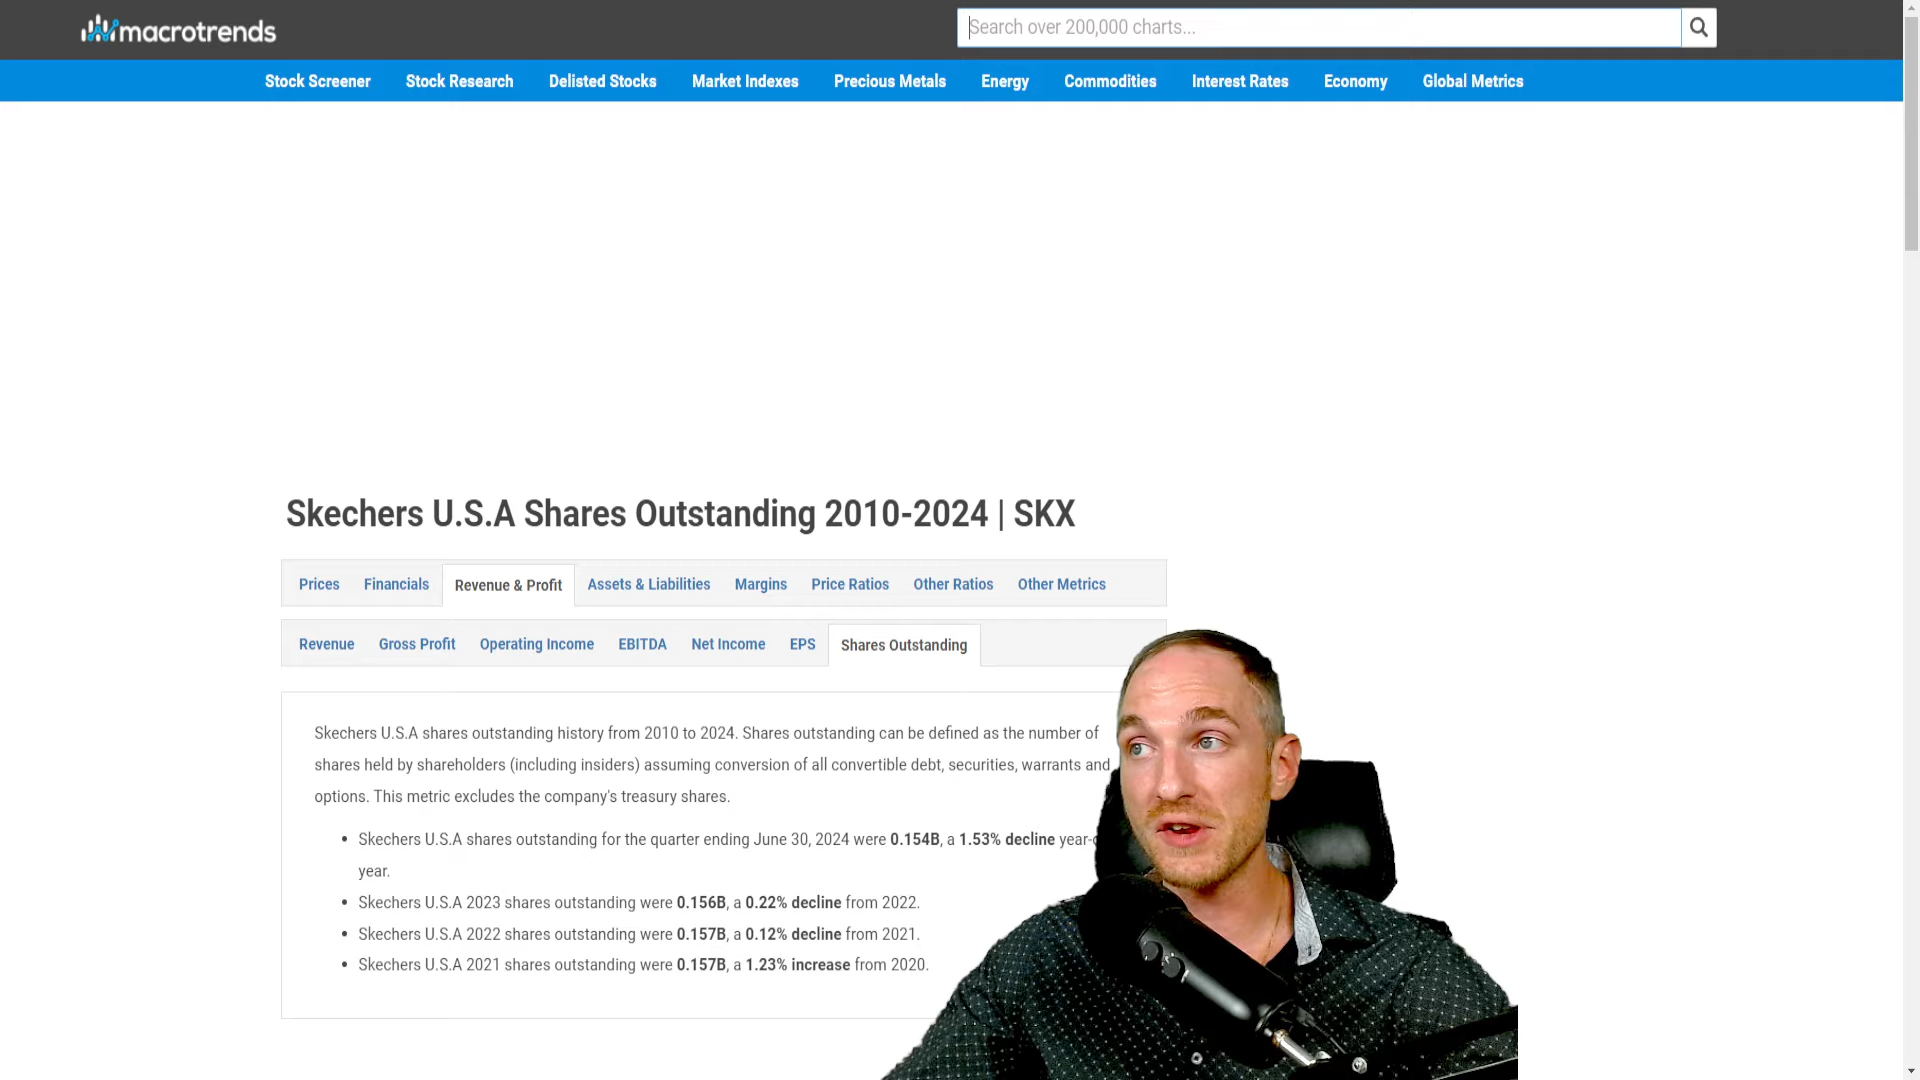 macrotrends
Search over 200,000 charts...
Stock Screener Stock Research Delisted Stocks Market Indexes Precious Metals Energy Commodities Interest Rates Economy Global Metrics
Skechers U.S.A Shares Outstanding 2010-2024 | SKX
Prices Financials Revenue & Profit Assets & Liabilities Margins Price Ratios Other Ratios Other Metrics
Revenue Gross Profit Operating Income EBITDA Net Income EPS Shares Outstanding
Skechers U.S.A shares outstanding history from 2010 to 2024. Shares outstanding can be defined as the number of
shares held by shareholders (including insiders) assuming conversion of all convertible debt, securities, warrants and
options. This metric excludes the company's treasury shares.
• Skechers U.S.A shares outstanding for the quarter ending June 30, 2024 were 0.154B, a 1.53% decline year-
year.
• Skechers U.S.A 2023 shares outstanding were 0.156B, a 0.22% decline from 2022.
• Skechers U.S.A 2022 shares outstanding were 0.157B, a 0.12% decline from 2021.
• Skechers U.S.A 2021 shares outstanding were 0.157B, a 1.23% increase from 2020.